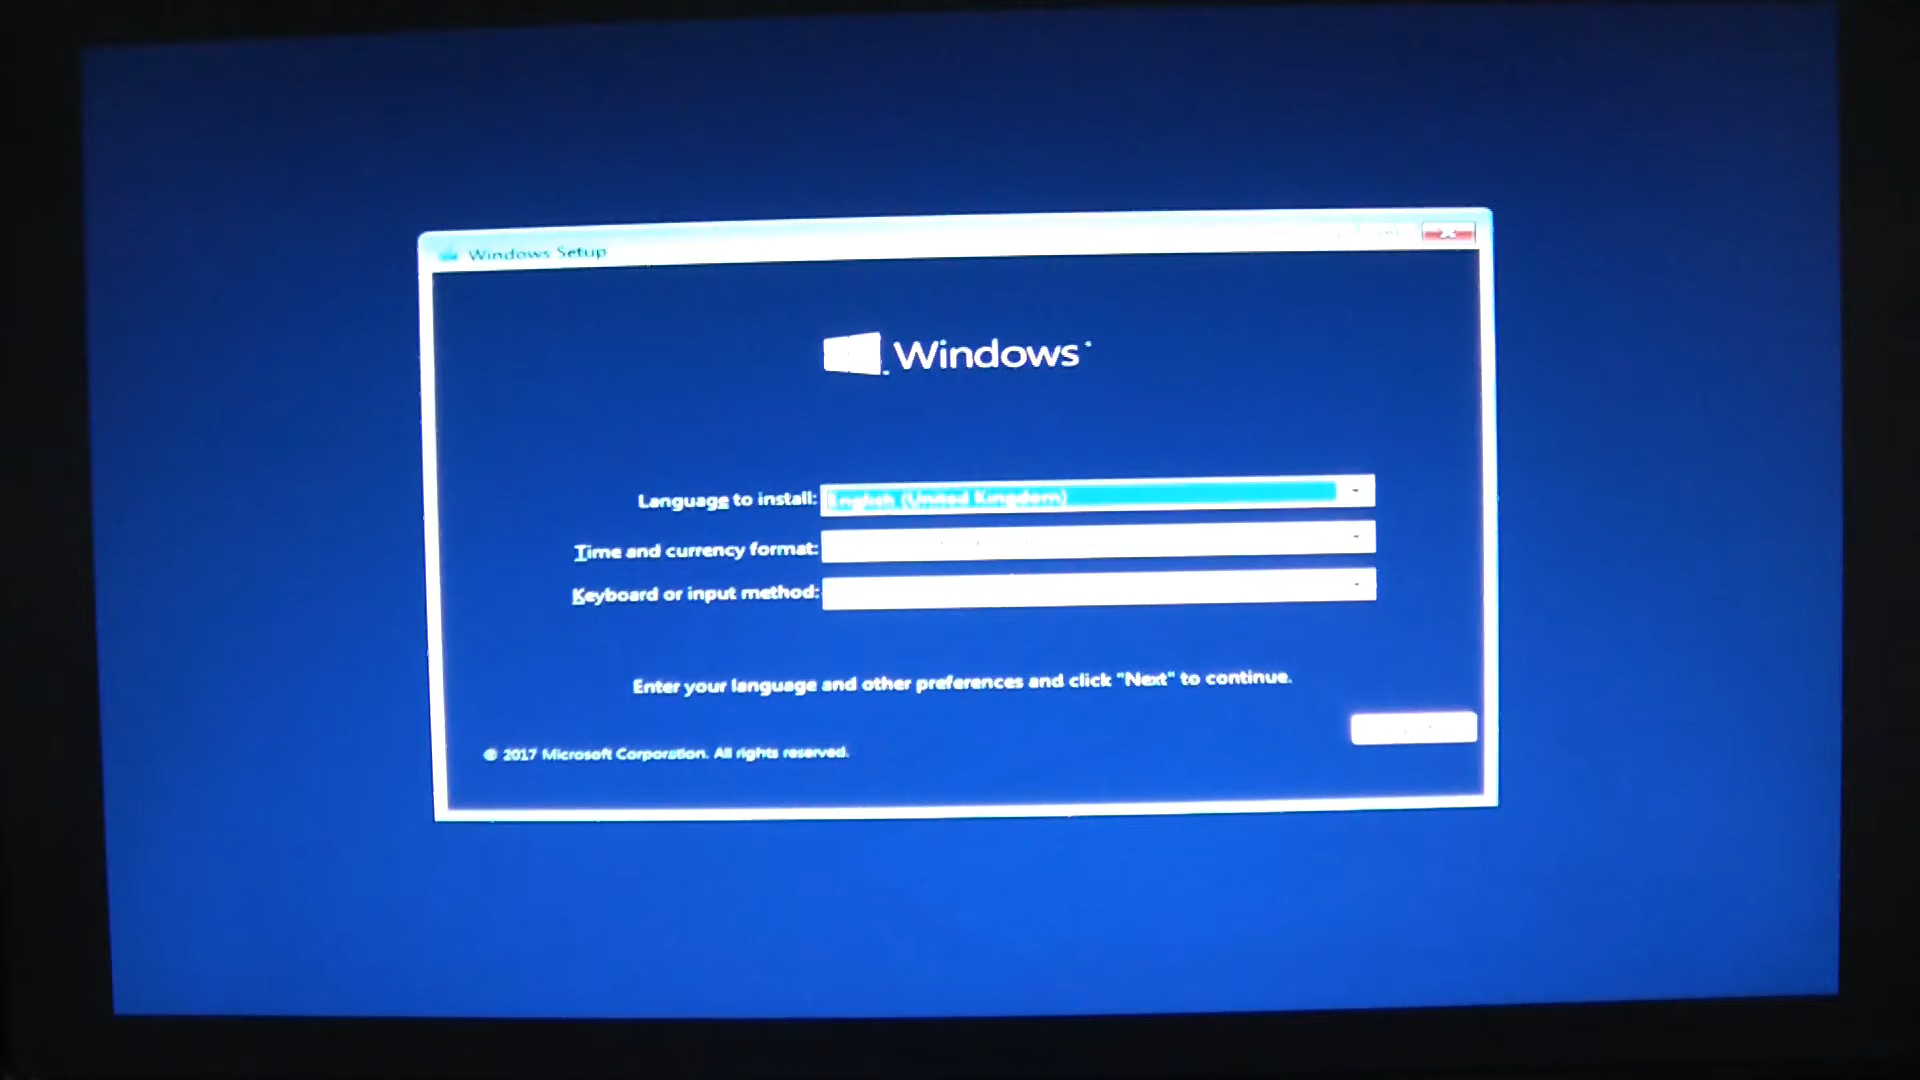 Windows Setup
Windows
Language to install: English (United Kingdom)
Time and currency format:
Keyboard or input method:
Enter your language and other preferences and click "Next" to continue.
© 2017 Microsoft Corporation. All rights reserved.